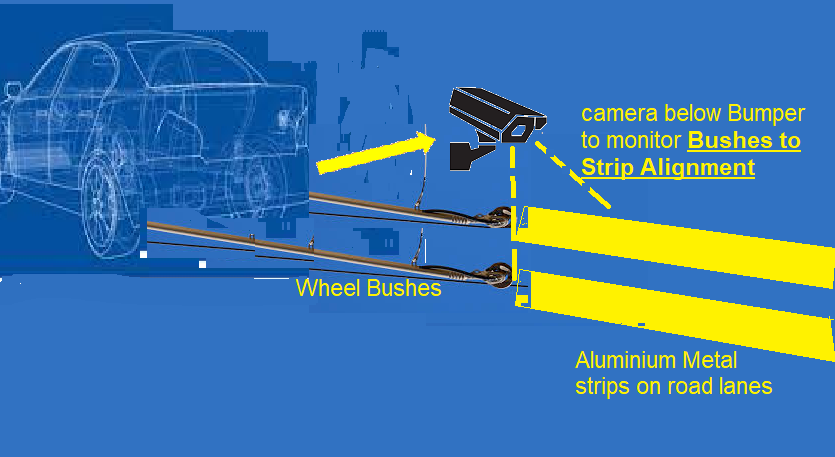 camera below Bumper
to monitor Bushes to
Strip Alignment
Wheel Bushes
Aluminium Metal
strips on road lanes